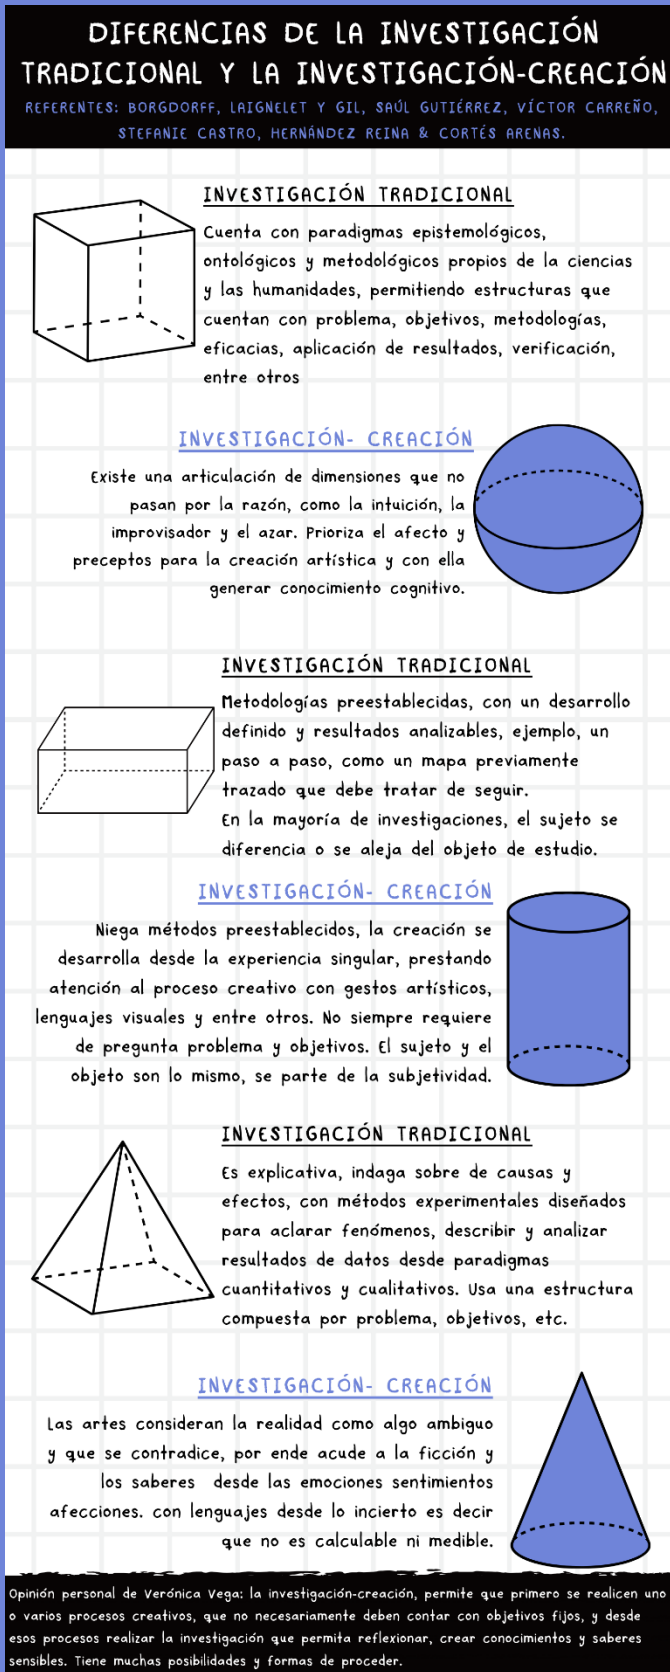 DIFERENCIAS DE LA INVESTIGACIÓN
TRADICIONAL Y LA INVESTIGACIÓN-CREACIÓN
REFERENTES: BORGDORFF, LAIGNELET Y GIL, SAÚL GUTIÉRREZ, VÍCTOR CARREÑO,
STEFANIE CASTRO, HERNÁNDEZ REINA & CORTÉS ARENAS.
INVESTIGACIÓN TRADICIONAL
Cuenta con paradigmas epistemológicos,
ontológicos y metodológicos propios de la ciencias
y las humanidades, permitiendo estructuras que
cuentan con problema, objetivos, metodologías,
eficacias, aplicación de resultados, verificación,
entre otros
INVESTIGACIÓN- CREACIÓN
Existe una articulación de dimensiones que no
pasan por la razón, como la intuición, la
improvisador y el azar. Prioriza el afecto y
preceptos para la creación artística y con ella
generar conocimiento cognitivo.
INVESTIGACIÓN TRADICIONAL
Metodologías preestablecidas, con un desarrollo
definido y resultados analizables, ejemplo, un
paso a paso, como un mapa previamente
trazado que debe tratar de seguir.
En la mayoría de investigaciones, el sujeto se
diferencia o se aleja del objeto de estudio.
INVESTIGACIÓN- CREACIÓN
Niega métodos preestablecidos, la creación se
desarrolla desde la experiencia singular, prestando
atención al proceso creativo con gestos artísticos,
lenguajes visuales y entre otros. No siempre requiere
de pregunta problema y objetivos. El sujeto y el
objeto son lo mismo, se parte de la subjetividad.
INVESTIGACIÓN TRADICIONAL
Es explicativa, indaga sobre de causas y
efectos, con métodos experimentales diseñados
para aclarar fenómenos, describir y analizar
resultados de datos desde paradigmas
cuantitativos y cualitativos. Usa una estructura
compuesta por problema, objetivos, etc.
INVESTIGACIÓN- CREACIÓN
Las artes consideran la realidad como algo ambiguo
y que se contradice, por ende acude a la ficción y
los saberes desde las emociones sentimientos
afecciones. con lenguajes desde lo incierto es decir
que no es calculable ni medible.
Opinión personal de Verónica Vega: la investigación-creación, permite que primero se realicen uno
o varios procesos creativos, que no necesariamente deben contar con objetivos fijos, y desde
esos procesos realizar la investigación que permita reflexionar, crear conocimientos y saberes
sensibles. Tiene muchas posibilidades y formas de proceder.